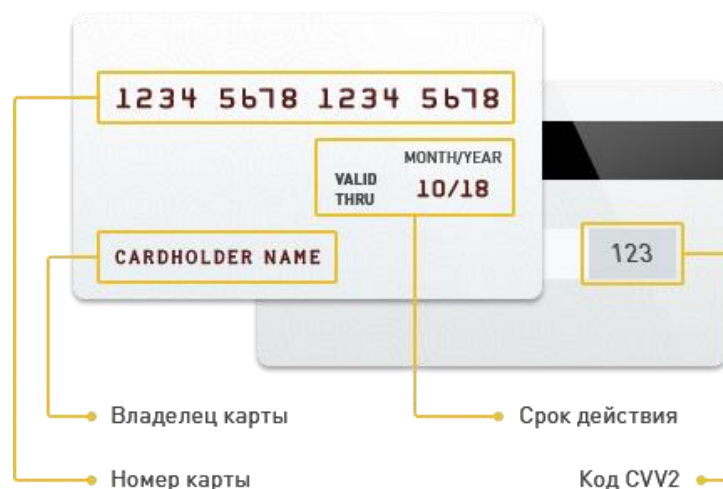 1234 5678 1234 5678
MONTH/YEAR
VALID THRU 10/18
CARDHOLDER NAME
123
Владелец карты
Срок действия
Номер карты
Код CVV2